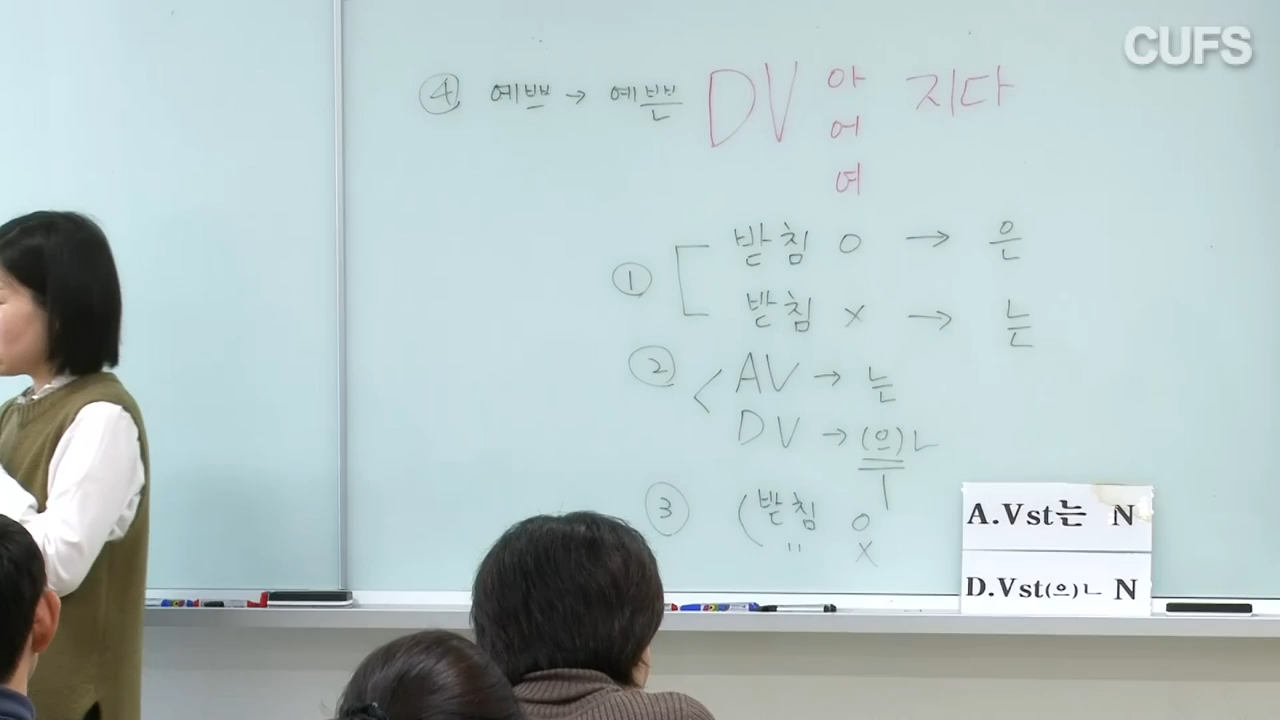 CUFS
④ 예쁘 → 예쁜 DV 아 지다
어
여
① 받침 O → 은
받침 X → 는
② AV → 는
DV → (으)ㄴ
③ 받침 O
" X
A.Vst는 N
D.Vst(으)ㄴ N